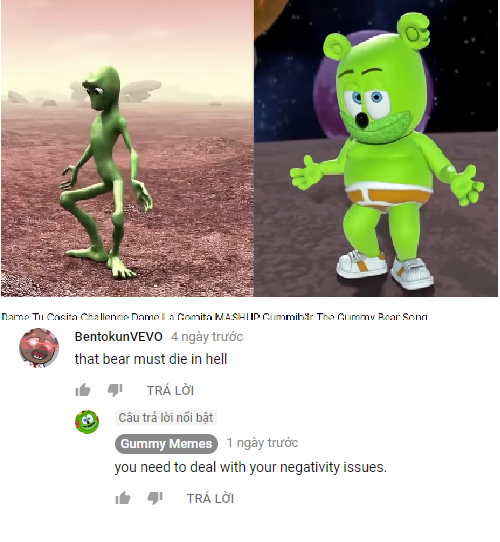 Dame Tu Cosita Challenge Dame La Gomita MASHUP Gummibär The Gummy Bear Song
BentokunVEVO 4 ngày trước
that bear must die in hell
TRẢ LỜI
Câu trả lời nổi bật
Gummy Memes 1 ngày trước
you need to deal with your negativity issues.
TRẢ LỜI